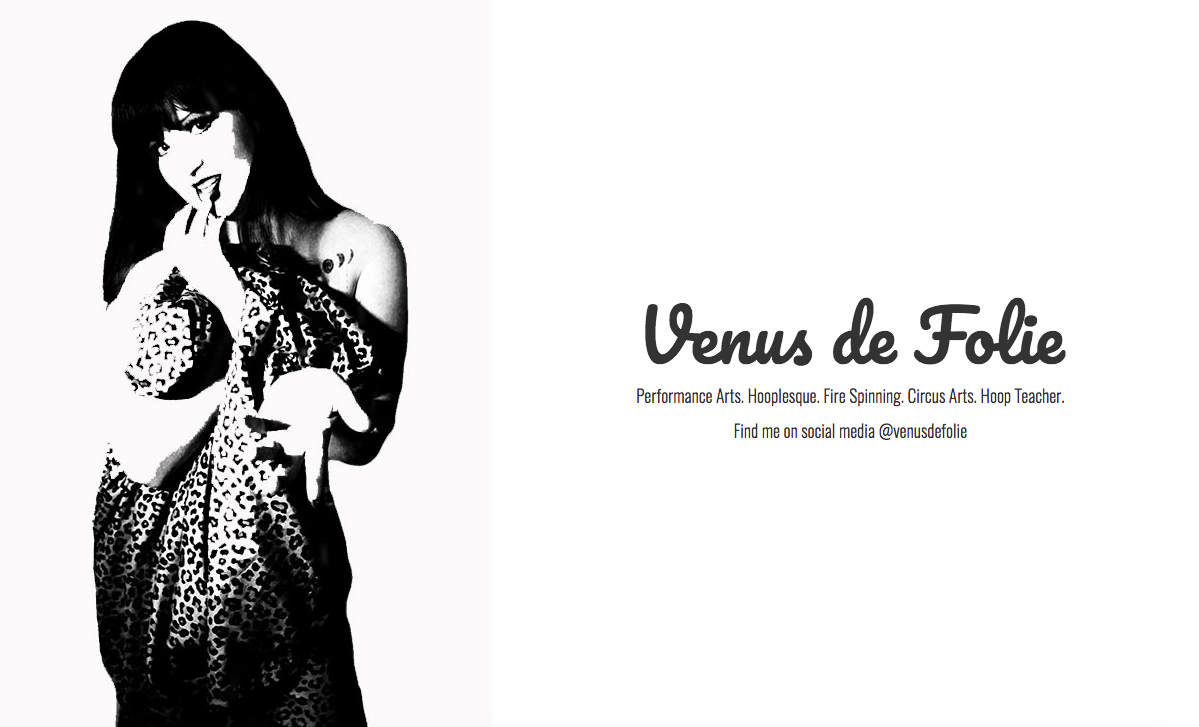 Venus de Folie
Performance Arts. Hooplesque. Fire Spinning. Circus Arts. Hoop Teacher.
Find me on social media @venusdefolie